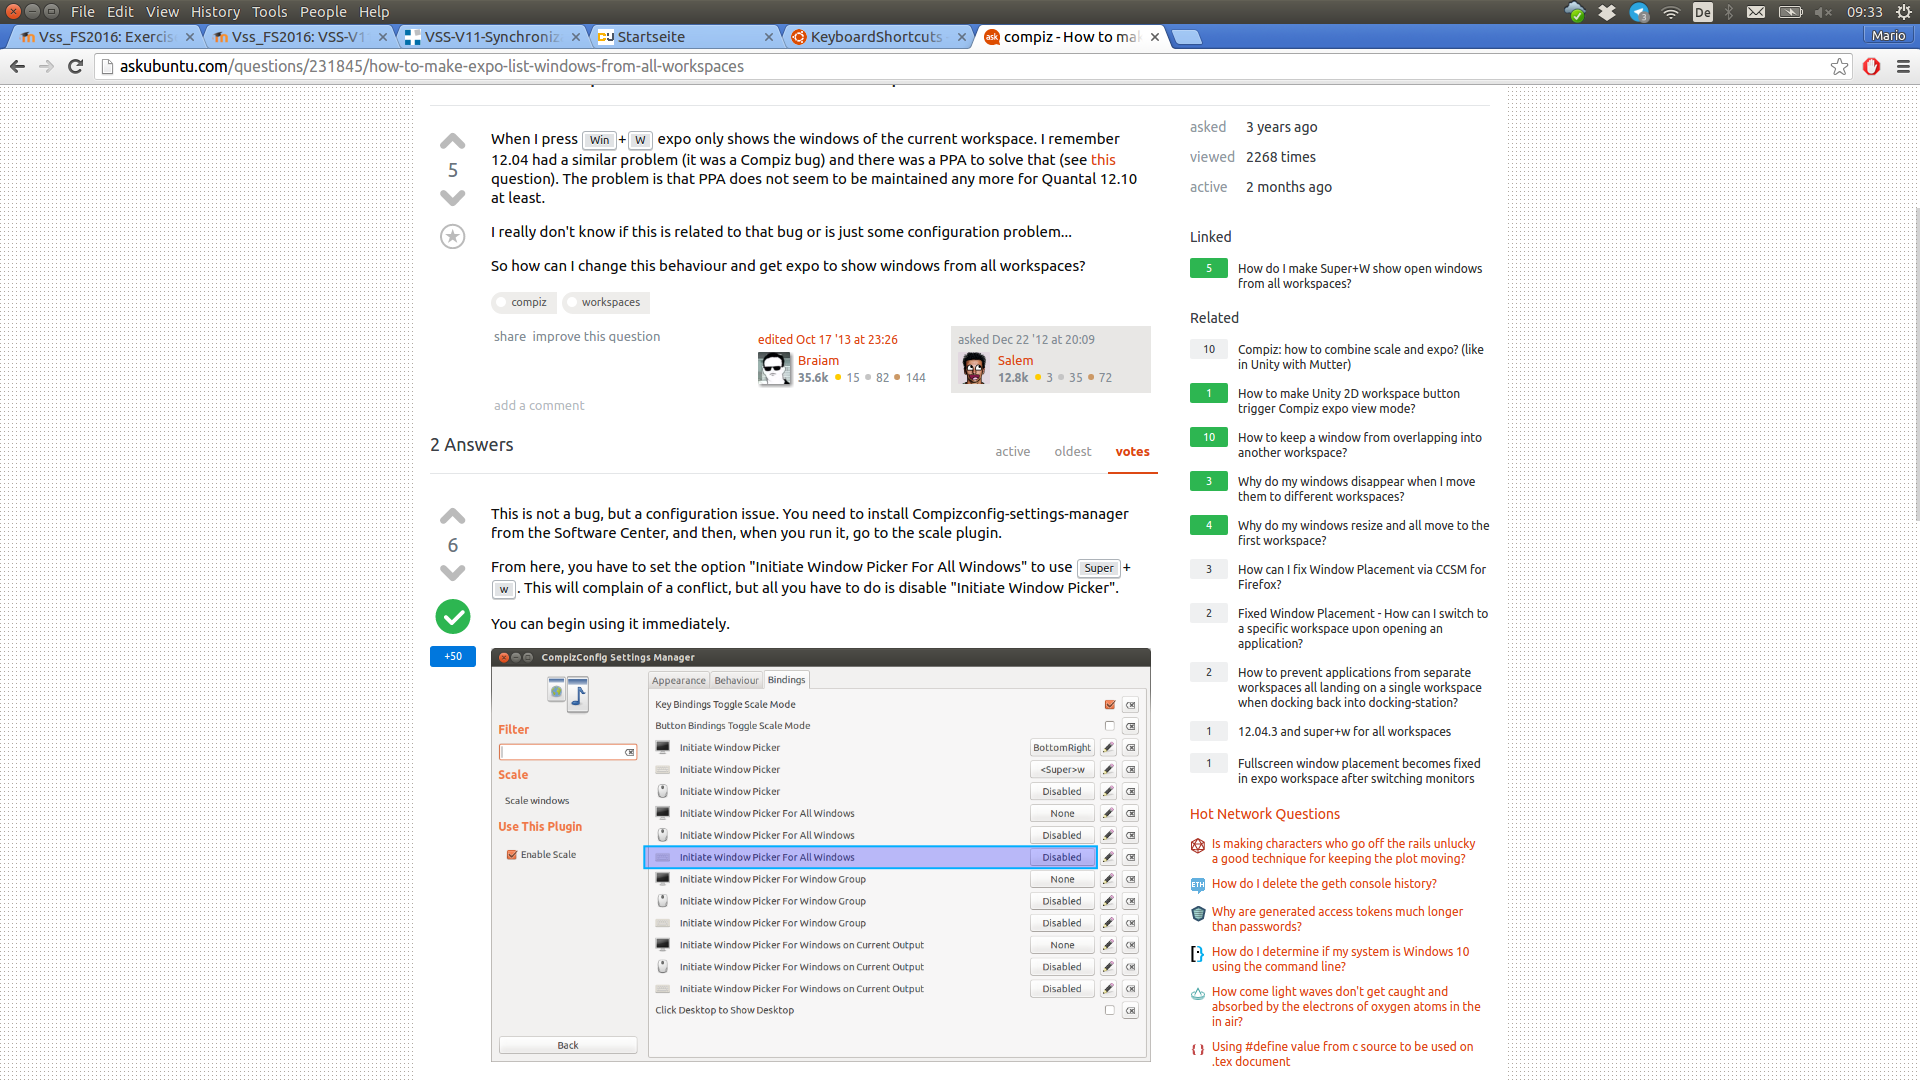 File Edit View History Tools People Help
De
09:33
Vss_FS2016: Exercis
Vss_FS2016: VSS-V1
VSS-V11-Synchroniz
Startseite
KeyboardShortcuts
compiz - How to ma
Mario
askubuntu.com/questions/231845/how-to-make-expo-list-windows-from-all-workspaces
5
When I press Win + W expo only shows the windows of the current workspace. I remember
12.04 had a similar problem (it was a Compiz bug) and there was a PPA to solve that (see this
question). The problem is that PPA does not seem to be maintained any more for Quantal 12.10
at least.
I really don't know if this is related to that bug or is just some configuration problem...
So how can I change this behaviour and get expo to show windows from all workspaces?
compiz workspaces
share improve this question
edited Oct 17 '13 at 23:26
Braiam
35.6k 15 82 144
asked Dec 22 '12 at 20:09
Salem
12.8k 3 35 72
add a comment
2 Answers
active oldest votes
6
+50
This is not a bug, but a configuration issue. You need to install Compizconfig-settings-manager
from the Software Center, and then, when you run it, go to the scale plugin.
From here, you have to set the option "Initiate Window Picker For All Windows" to use Super +
w . This will complain of a conflict, but all you have to do is disable "Initiate Window Picker".
You can begin using it immediately.
CompizConfig Settings Manager
Filter
Scale
Scale windows
Use This Plugin
Enable Scale
Back
Appearance Behaviour Bindings
Key Bindings Toggle Scale Mode
Button Bindings Toggle Scale Mode
Initiate Window Picker BottomRight
Initiate Window Picker <Super>w
Initiate Window Picker Disabled
Initiate Window Picker For All Windows None
Initiate Window Picker For All Windows Disabled
Initiate Window Picker For All Windows Disabled
Initiate Window Picker For Window Group None
Initiate Window Picker For Window Group Disabled
Initiate Window Picker For Window Group Disabled
Initiate Window Picker For Windows on Current Output None
Initiate Window Picker For Windows on Current Output Disabled
Initiate Window Picker For Windows on Current Output Disabled
Click Desktop to Show Desktop
asked 3 years ago
viewed 2268 times
active 2 months ago
Linked
5 How do I make Super+W show open windows
from all workspaces?
Related
10 Compiz: how to combine scale and expo? (like
in Unity with Mutter)
1 How to make Unity 2D workspace button
trigger Compiz expo view mode?
10 How to keep a window from overlapping into
another workspace?
3 Why do my windows disappear when I move
them to different workspaces?
4 Why do my windows resize and all move to the
first workspace?
3 How can I fix Window Placement via CCSM for
Firefox?
2 Fixed Window Placement - How can I switch to
a specific workspace upon opening an
application?
2 How to prevent applications from separate
workspaces all landing on a single workspace
when docking back into docking-station?
1 12.04.3 and super+w for all workspaces
1 Fullscreen window placement becomes fixed
in expo workspace after switching monitors
Hot Network Questions
Is making characters who go off the rails unlucky
a good technique for keeping the plot moving?
ETH How do I delete the geth console history?
Why are generated access tokens much longer
than passwords?
How do I determine if my system is Windows 10
using the command line?
How come light waves don't get caught and
absorbed by the electrons of oxygen atoms in the
in air?
Using #define value from c source to be used on
.tex document